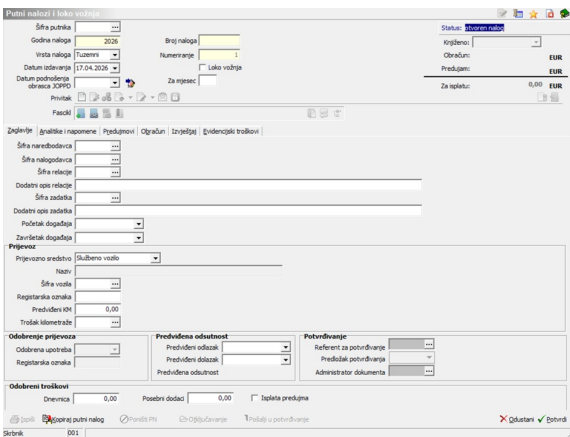 Putni nalozi i loko vožnja
Šifra putnika
Status: otvoren nalog
Godina naloga 2026 Broj naloga
Knjiženo:
Vrsta naloga Tuzemni Numeriranje 1
Obračun: EUR
Datum izdavanja 17.04.2026 Loko vožnja
Predujam: EUR
Datum podnošenja obrasca JOPPD Za mjesec
Za isplatu: 0,00 EUR
Privitak
Fascikl
Zaglavlje Analitike i napomene Predujmovi Obračun Izvještaj Evidencijski troškovi
Šifra naredbodavca
Šifra nalogodavca
Šifra relacije
Dodatni opis relacije
Šifra zadatka
Dodatni opis zadatka
Početak događaja
Završetak događaja
Prijevoz
Prijevozno sredstvo Službeno vozilo
Naziv
Šifra vozila
Registarska oznaka
Predviđeni KM 0,00
Trošak kilometraže
Odobrenje prijevoza Predviđena odsutnost Potvrđivanje
Odobrena upotreba Predviđeni odlazak Referent za potvrđivanje
Registarska oznaka Predviđeni dolazak Predložak potvrđivanja
Predviđena odsutnost Administrator dokumenta
Odobreni troškovi
Dnevnica 0,00 Posebni dodaci 0,00 Isplata predujma
Ispiši Kopiraj putni nalog Poništi PN Otključavanje Pošalji u potvrđivanje Odustani Potvrdi
Skrbnik 001